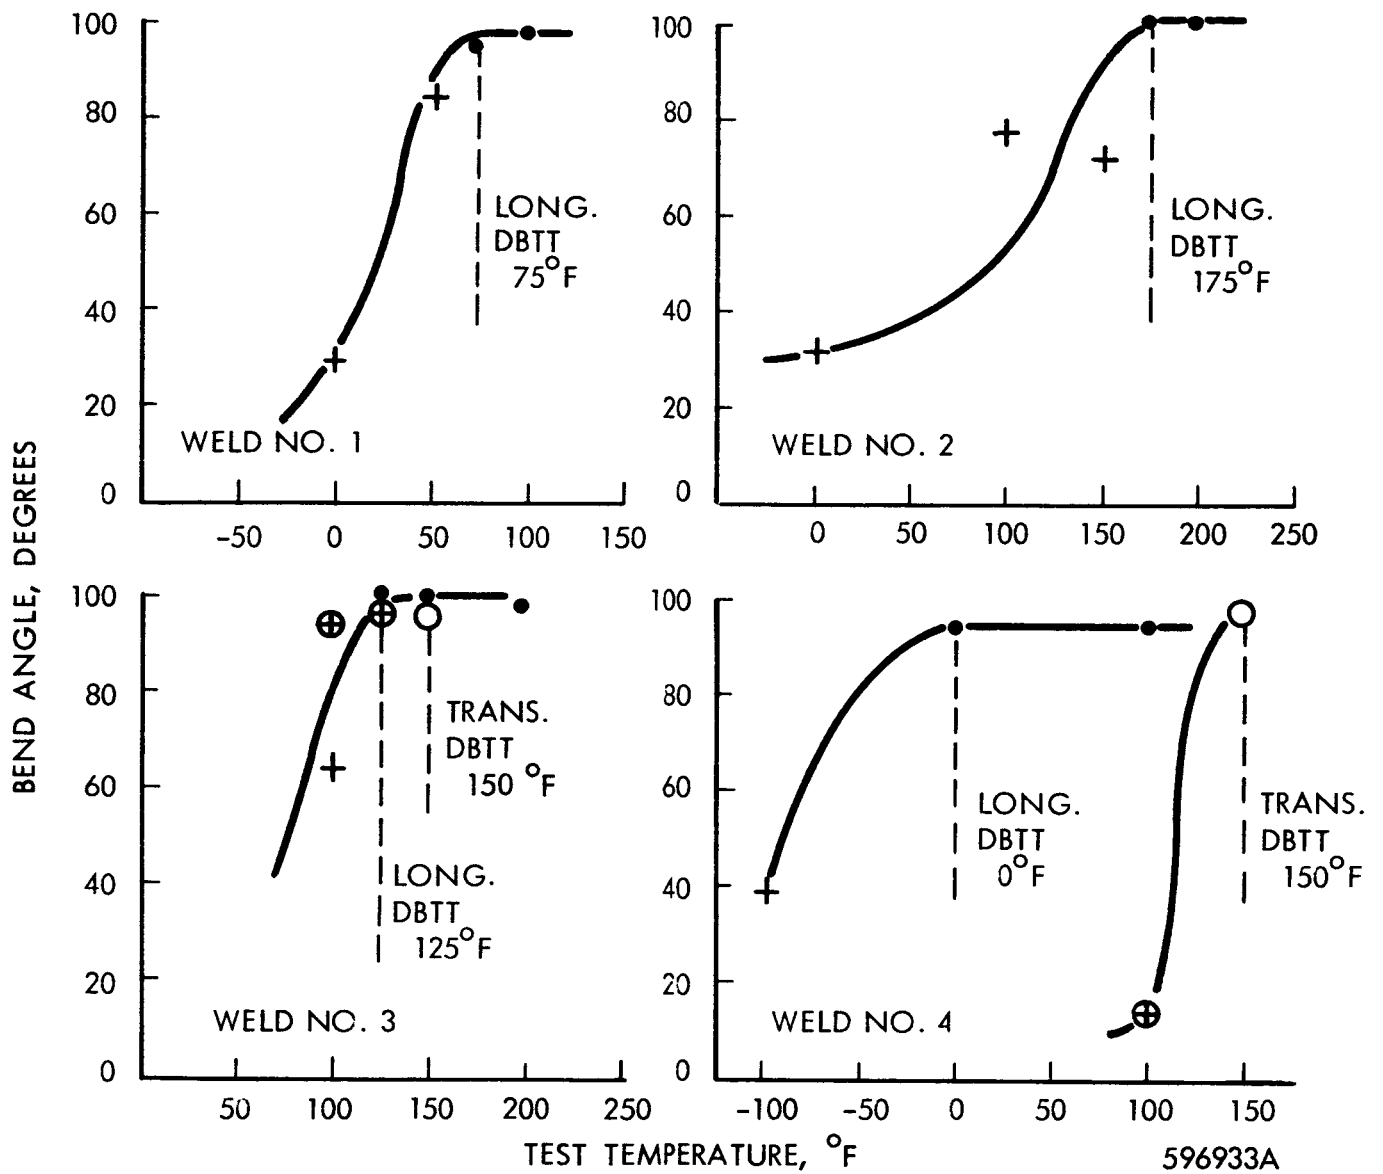 BEND ANGLE, DEGREES
100
80
60
40
20
0
-50 0 50 100 150
LONG.
DBTT
75°F
WELD NO. 1
100
80
60
40
20
0
0 50 100 150 200 250
LONG.
DBTT
175°F
WELD NO. 2
100
80
60
40
20
0
50 100 150 200 250
TRANS.
DBTT
150 °F
LONG.
DBTT
125°F
WELD NO. 3
100
80
60
40
20
0
-100 -50 0 50 100 150
LONG.
DBTT
0°F
TRANS.
DBTT
150°F
WELD NO. 4
TEST TEMPERATURE, °F
596933A